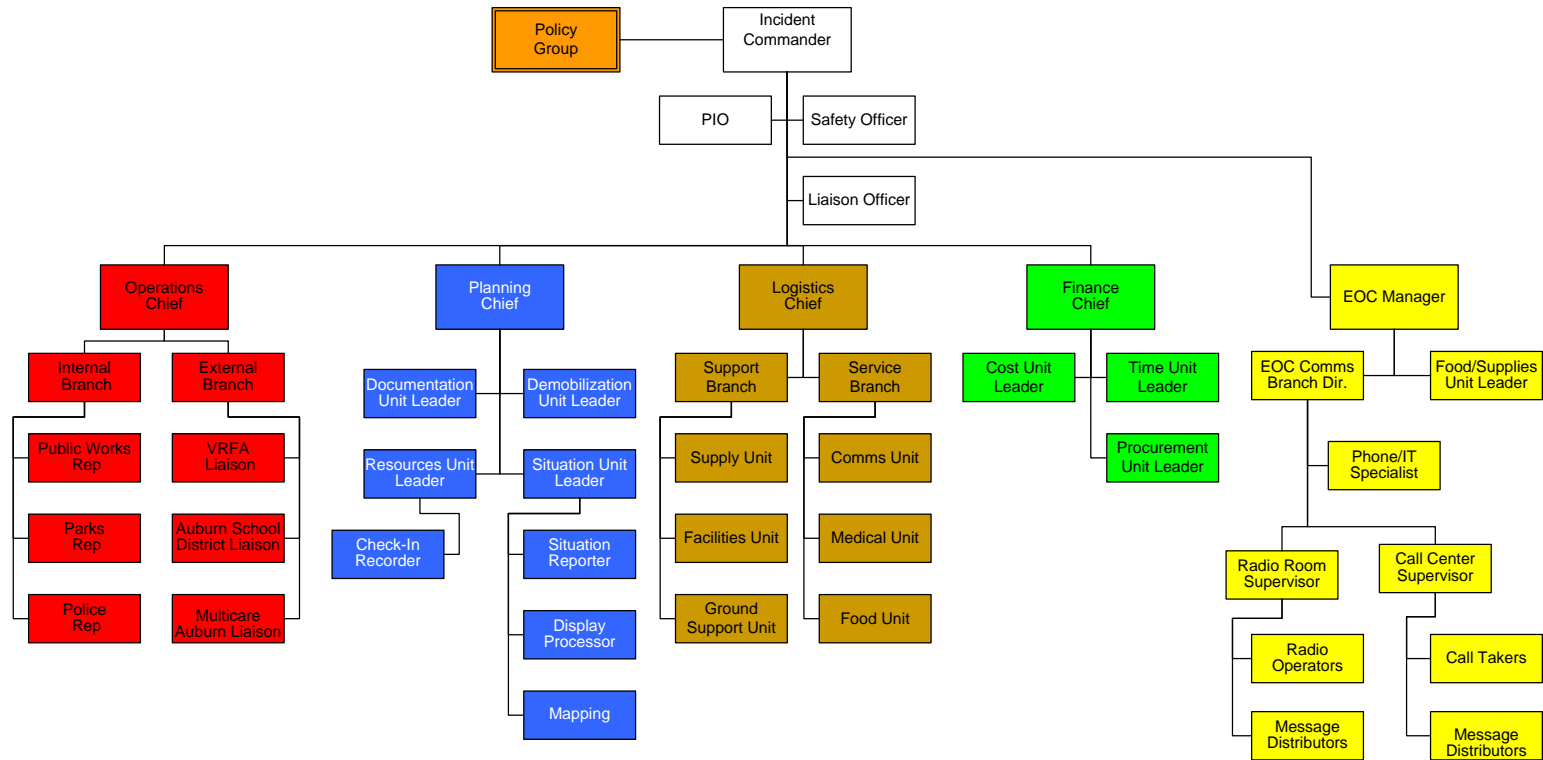 Policy
Group
Incident
Commander
PIO
Safety Officer
Liaison Officer
Operations
Chief
Planning
Chief
Logistics
Chief
Finance
Chief
EOC Manager
Internal
Branch
External
Branch
Public Works
Rep
VRFA
Liaison
Parks
Rep
Auburn School
District Liaison
Police
Rep
Multicare
Auburn Liaison
Documentation
Unit Leader
Demobilization
Unit Leader
Resources Unit
Leader
Situation Unit
Leader
Check-In
Recorder
Situation
Reporter
Display
Processor
Mapping
Support
Branch
Service
Branch
Supply Unit
Comms Unit
Facilities Unit
Medical Unit
Ground
Support Unit
Food Unit
Cost Unit
Leader
Time Unit
Leader
Procurement
Unit Leader
EOC Comms
Branch Dir.
Food/Supplies
Unit Leader
Phone/IT
Specialist
Radio Room
Supervisor
Call Center
Supervisor
Radio
Operators
Call Takers
Message
Distributors
Message
Distributors